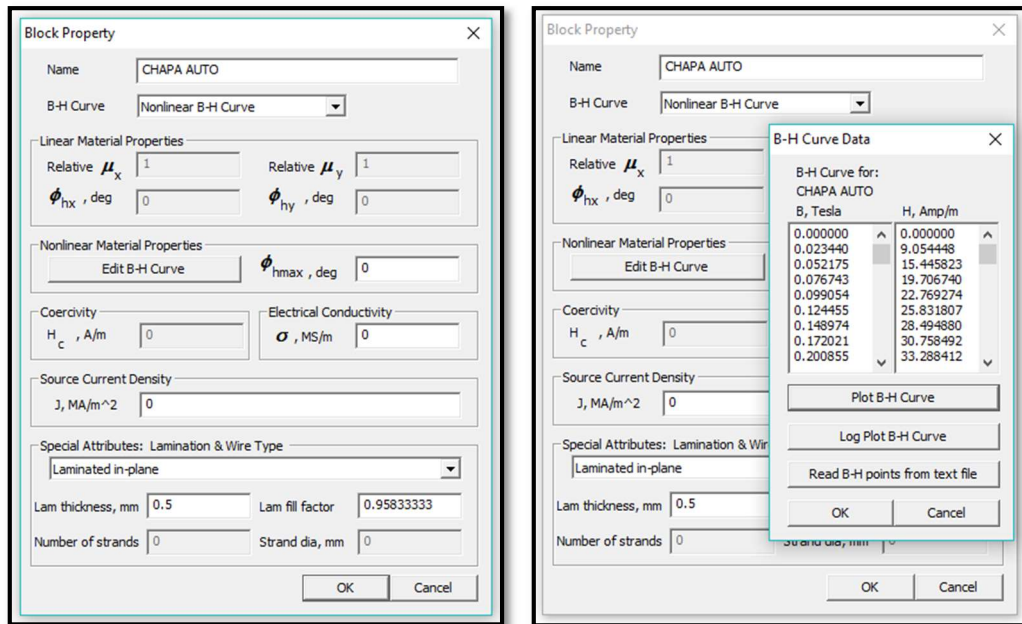 Block Property
Name CHAPA AUTO
B-H Curve Nonlinear B-H Curve
Linear Material Properties
Relative μx 1 Relative μy 1
ϕhx , deg 0 ϕhy , deg 0
Nonlinear Material Properties
Edit B-H Curve ϕhmax , deg 0
Coercivity Electrical Conductivity
Hc , A/m 0 σ , MS/m 0
Source Current Density
J, MA/m^2 0
Special Attributes: Lamination & Wire Type
Laminated in-plane
Lam thickness, mm 0.5 Lam fill factor 0.95833333
Number of strands 0 Strand dia, mm 0
OK Cancel
Block Property
Name CHAPA AUTO
B-H Curve Nonlinear B-H Curve
Linear Material Properties
Relative μx 1
ϕhx , deg 0
Nonlinear Material Properties
Edit B-H Curve
Coercivity
Hc , A/m 0
Source Current Density
J, MA/m^2 0
Special Attributes: Lamination & Wir
Laminated in-plane
Lam thickness, mm 0.5
Number of strands 0 Strand dia, mm 0
OK Cancel
B-H Curve Data
B-H Curve for:
CHAPA AUTO
B, Tesla H, Amp/m
0.000000 0.000000
0.023440 9.054448
0.052175 15.445823
0.076743 19.706740
0.099054 22.769274
0.124455 25.831807
0.148974 28.494880
0.172021 30.758492
0.200855 33.288412
Plot B-H Curve
Log Plot B-H Curve
Read B-H points from text file
OK Cancel